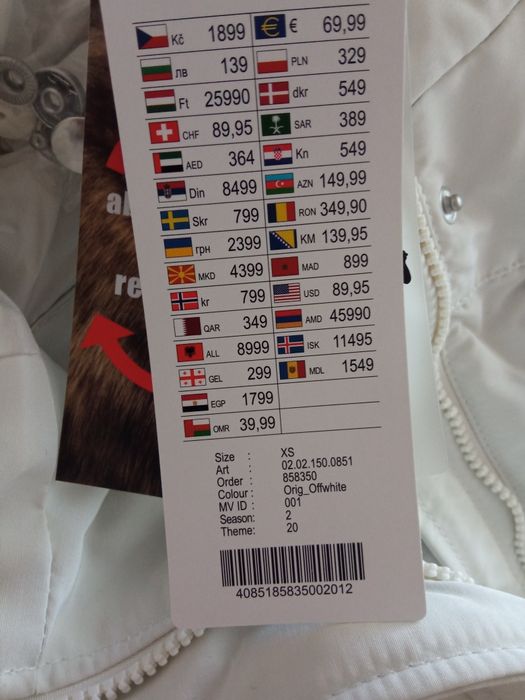 Kč 1899 € 69,99
лв 139 PLN 329
Ft 25990 dkr 549
CHF 89,95 SAR 389
AED 364 Kn 549
Din 8499 AZN 149,99
Skr 799 RON 349,90
грн 2399 KM 139,95
MKD 4399 MAD 899
kr 799 USD 89,95
QAR 349 AMD 45990
ALL 8999 ISK 11495
GEL 299 MDL 1549
EGP 1799
OMR 39,99
Size : XS
Art : 02.02.150.0851
Order : 858350
Colour : Orig_Offwhite
MV ID : 001
Season: 2
Theme: 20
4085185835002012
re